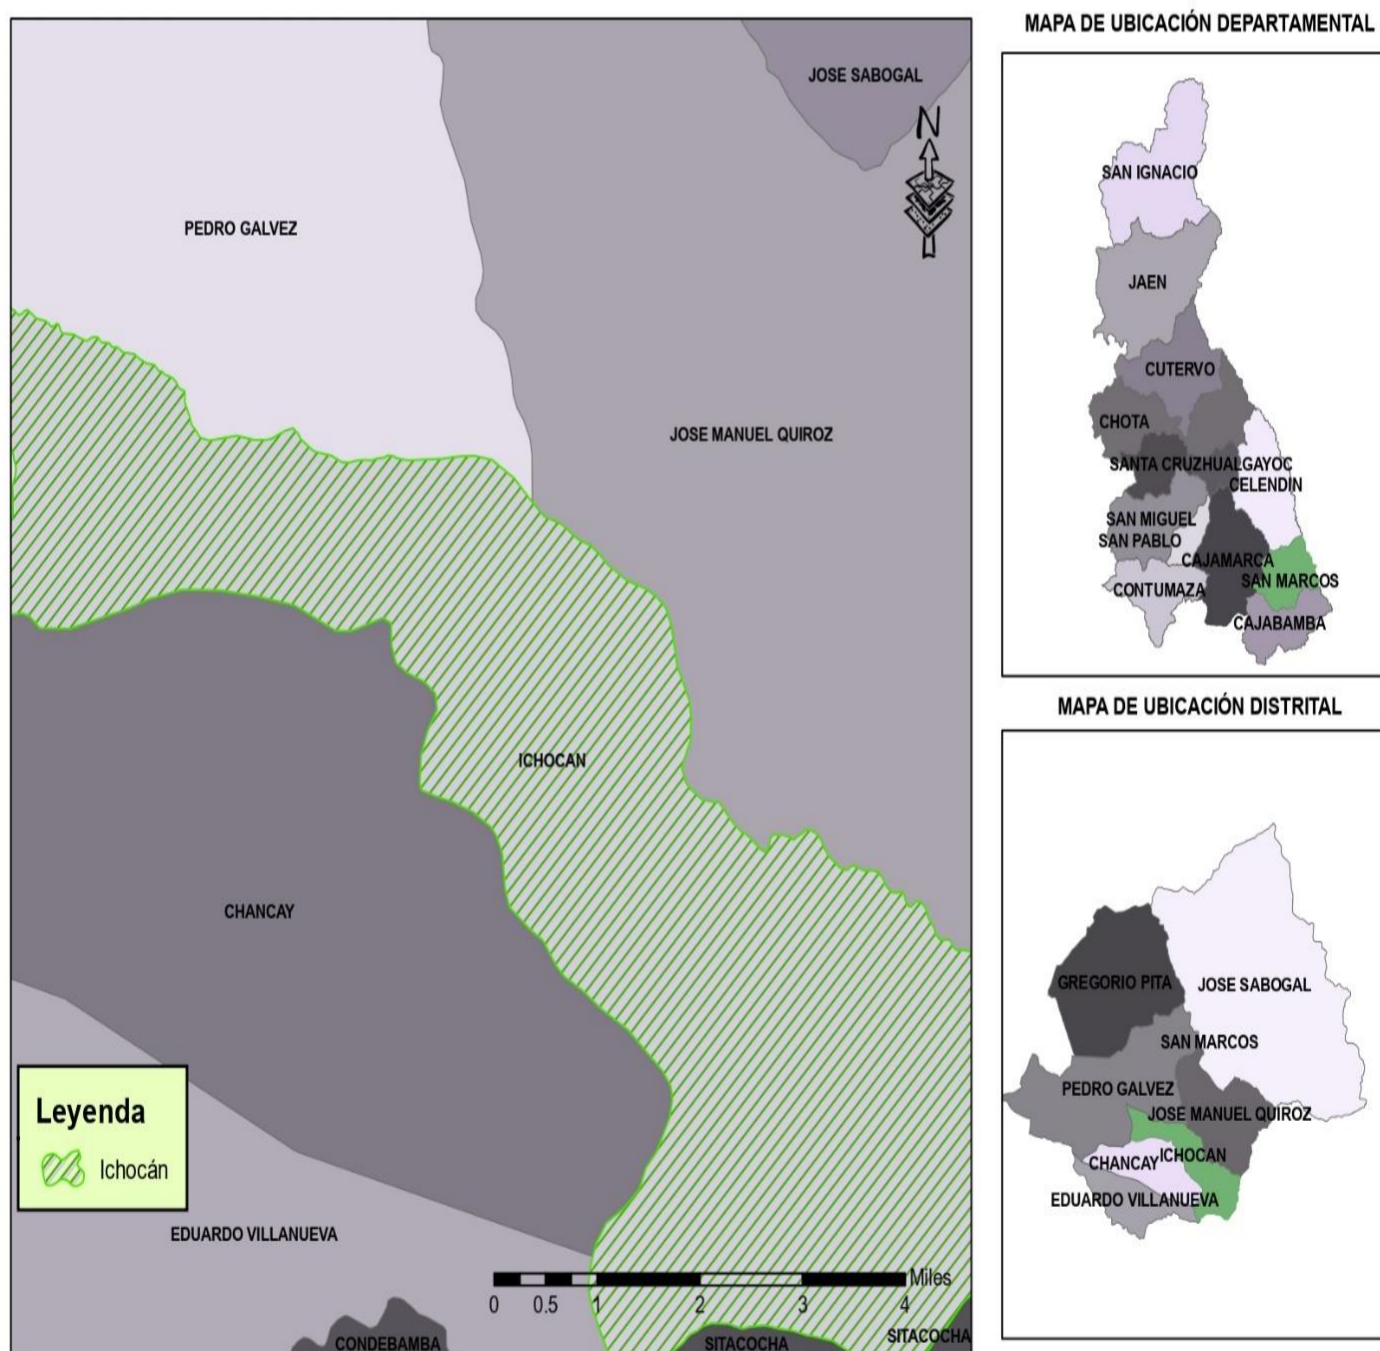 JOSE SABOGAL
N
PEDRO GALVEZ
JOSE MANUEL QUIROZ
ICHOCAN
CHANCAY
Leyenda
Ichocán
EDUARDO VILLANUEVA
Miles
0 0.5 1 2 3 4
CONDEBAMBA
SITACOCHA
SITACOCHA
MAPA DE UBICACIÓN DEPARTAMENTAL
SAN IGNACIO
JAEN
CUTERVO
CHOTA
SANTA CRUZ
HUALGAYOC
CELENDIN
SAN MIGUEL
SAN PABLO
CAJAMARCA
SAN MARCOS
CONTUMAZA
CAJABAMBA
MAPA DE UBICACIÓN DISTRITAL
GREGORIO PITA
JOSE SABOGAL
SAN MARCOS
PEDRO GALVEZ
JOSE MANUEL QUIROZ
ICHOCAN
CHANCAY
EDUARDO VILLANUEVA